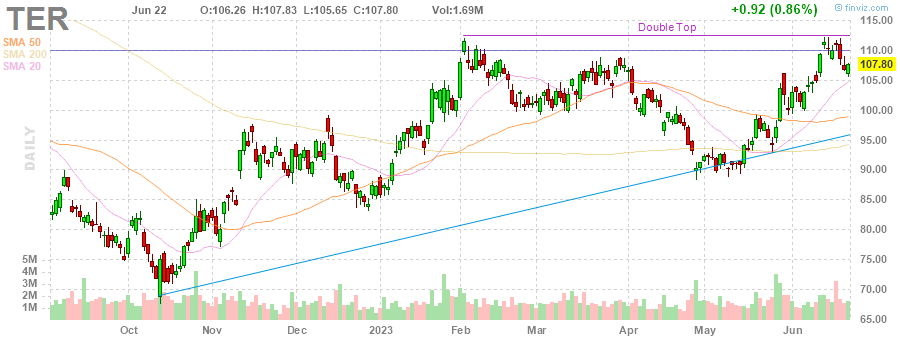 TER
Jun 22 O:106.26 H:107.83 L:105.65 C:107.80 Vol:1.69M +0.92 (0.86%)
© finviz.com
SMA 50
SMA 200
SMA 20
Double Top
DAILY
115.00
110.00
107.80
105.00
100.00
95.00
90.00
85.00
80.00
75.00
70.00
65.00
5M
4M
3M
2M
1M
Oct Nov Dec 2023 Feb Mar Apr May Jun